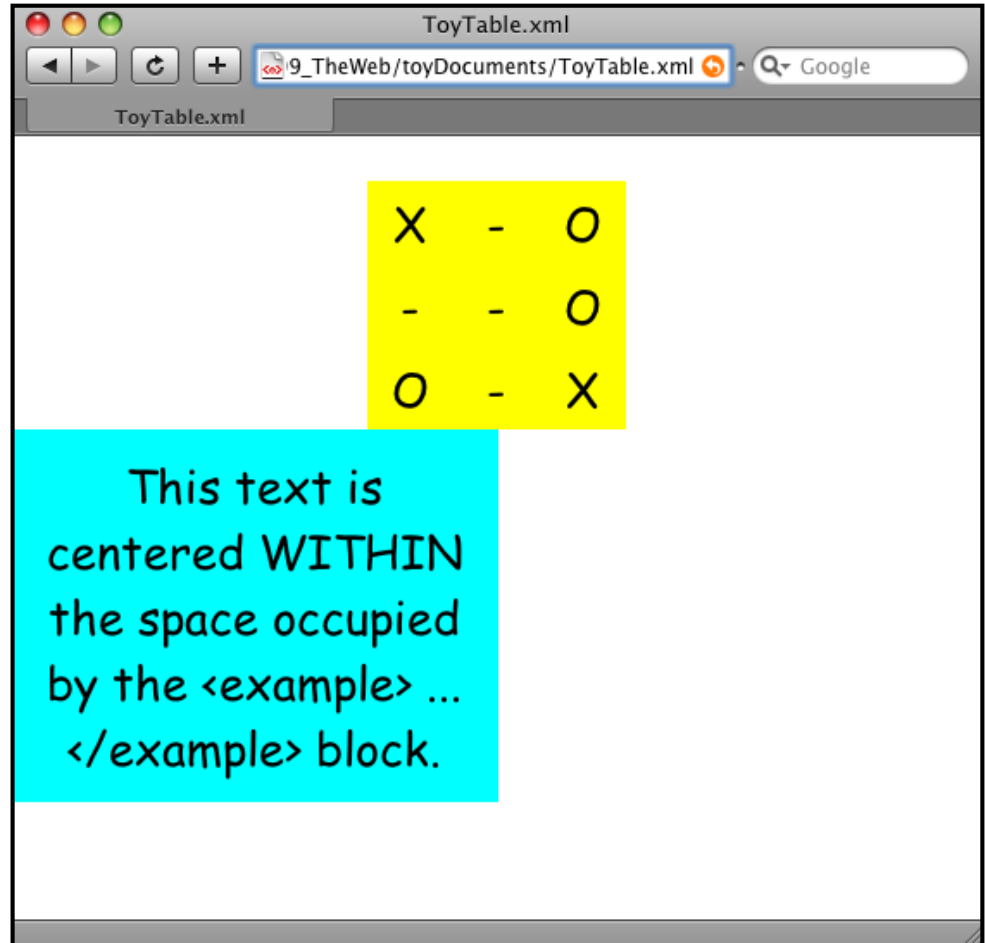 ToyTable.xml
9_TheWeb/toyDocuments/ToyTable.xml
Google
ToyTable.xml
X - O
- - O
O - X
This text is
centered WITHIN
the space occupied
by the <example> ...
</example> block.